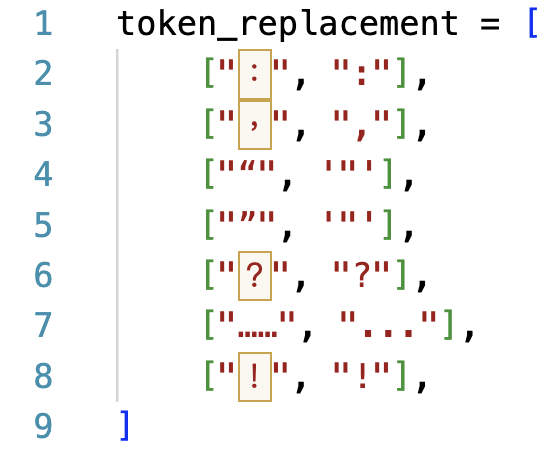 1 token_replacement = [
2     ["：", ":"],
3     ["，", ","],
4     ["“", '"'],
5     ["”", '"'],
6     ["？", "?"],
7     ["……", "..."],
8     ["！", "!"],
9 ]